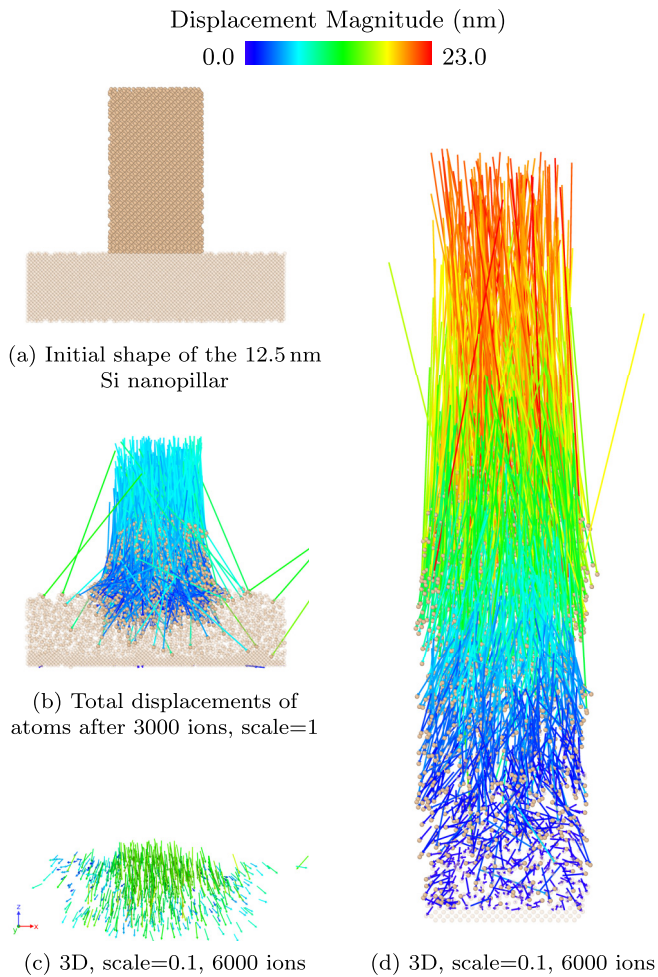 Displacement Magnitude (nm)
0.0 23.0
(a) Initial shape of the 12.5 nm
Si nanopillar
(b) Total displacements of
atoms after 3000 ions, scale=1
z
y x
(c) 3D, scale=0.1, 6000 ions
(d) 3D, scale=0.1, 6000 ions